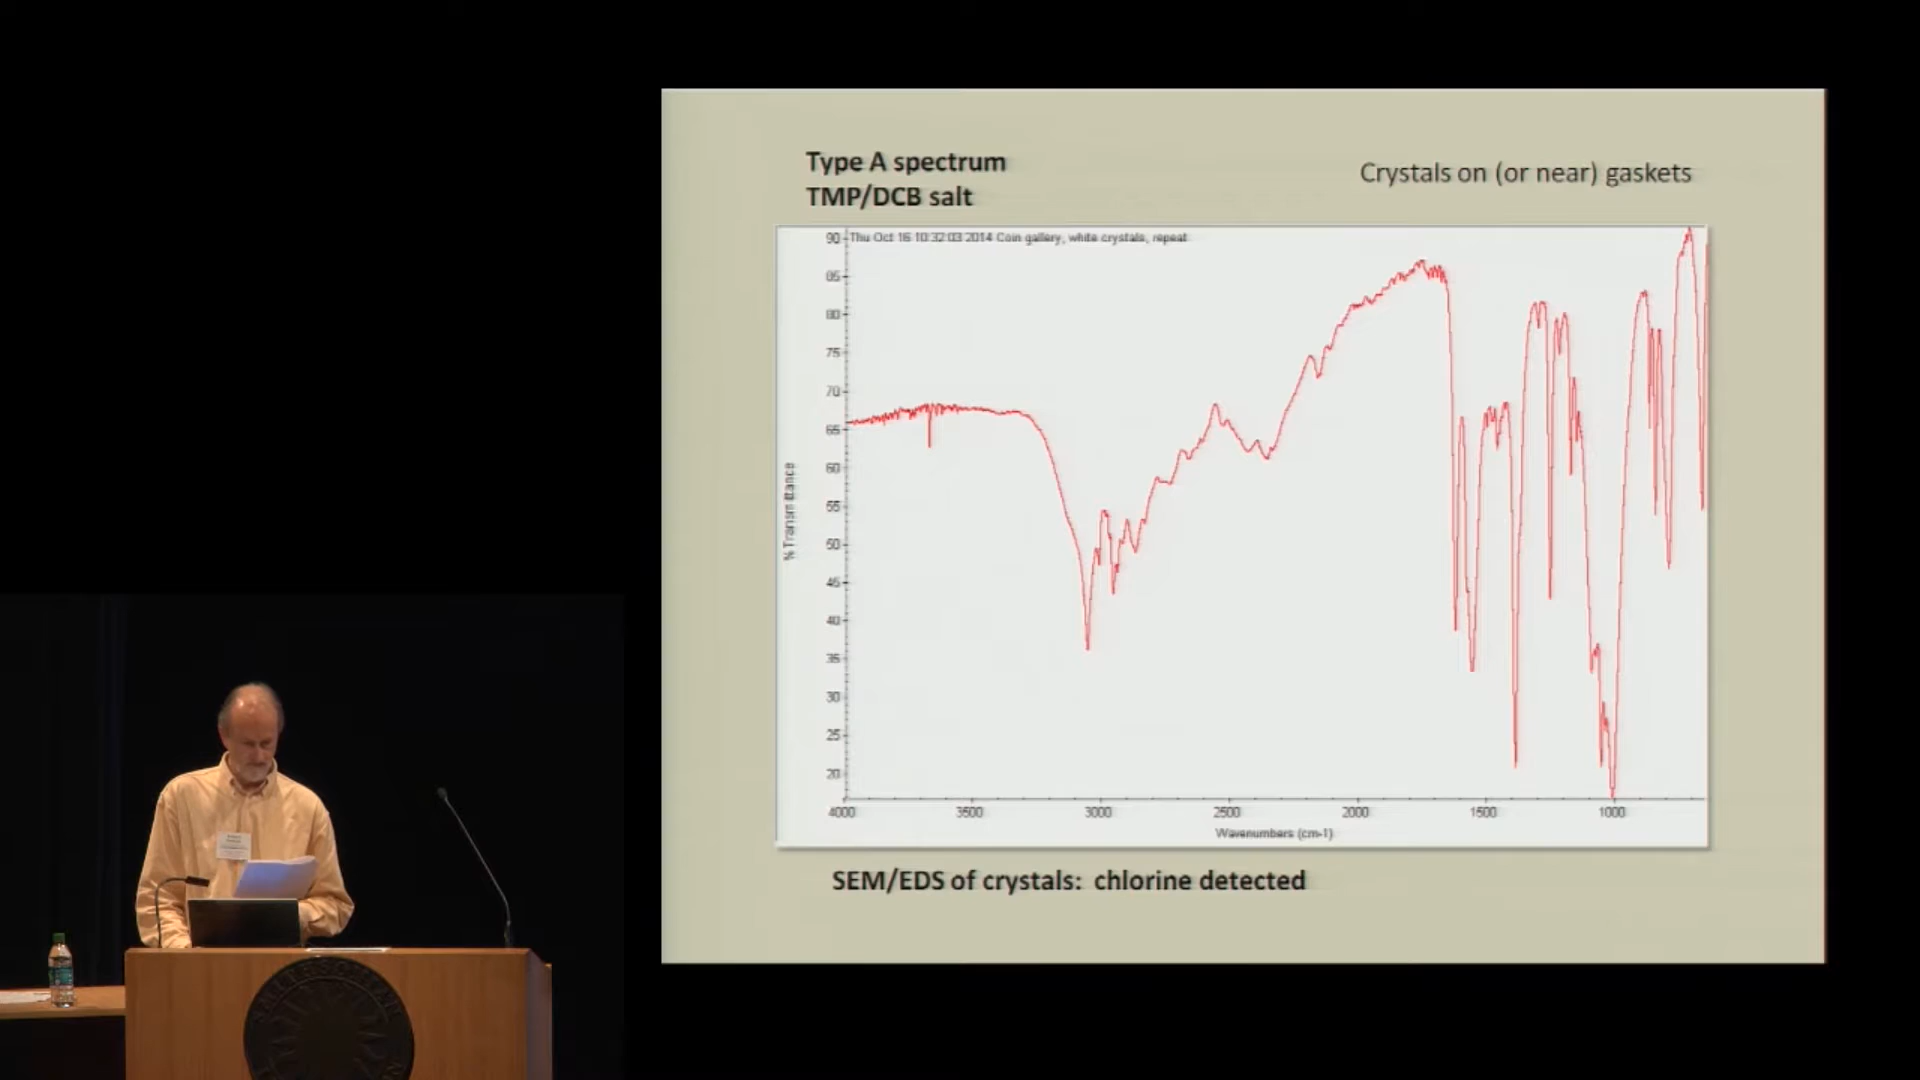 Type A spectrum
TMP/DCB salt
Crystals on (or near) gaskets
Thu Oct 16 10:32:03 2014 Coin gallery, white crystals, repeat
90
85
80
75
70
65
60
55
50
45
40
35
30
25
20
% Transmittance
4000 3500 3000 2500 2000 1500 1000
Wavenumbers (cm-1)
SEM/EDS of crystals: chlorine detected